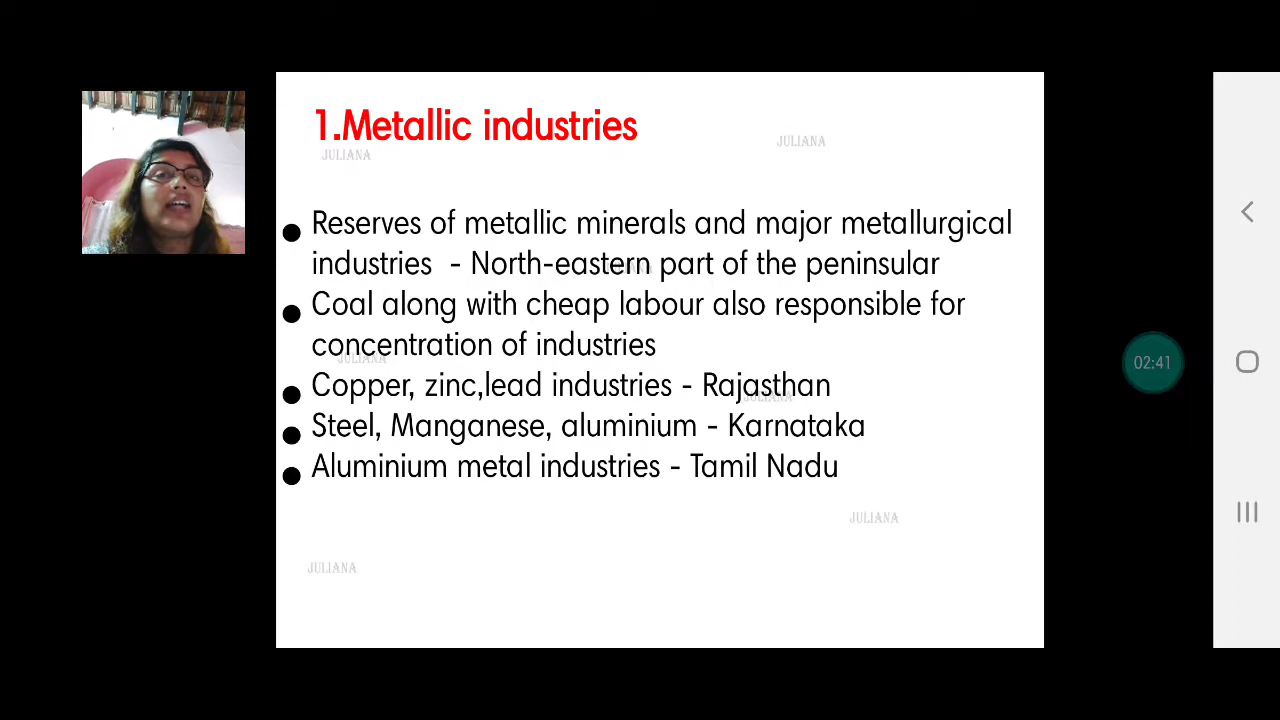 1.Metallic industries
JULIANA
JULIANA
Reserves of metallic minerals and major metallurgical
industries - North-eastern part of the peninsular
Coal along with cheap labour also responsible for
concentration of industries
JULIANA
Copper, zinc,lead industries - Rajasthan
JULIANA
Steel, Manganese, aluminium - Karnataka
Aluminium metal industries - Tamil Nadu
JULIANA
JULIANA
02:41